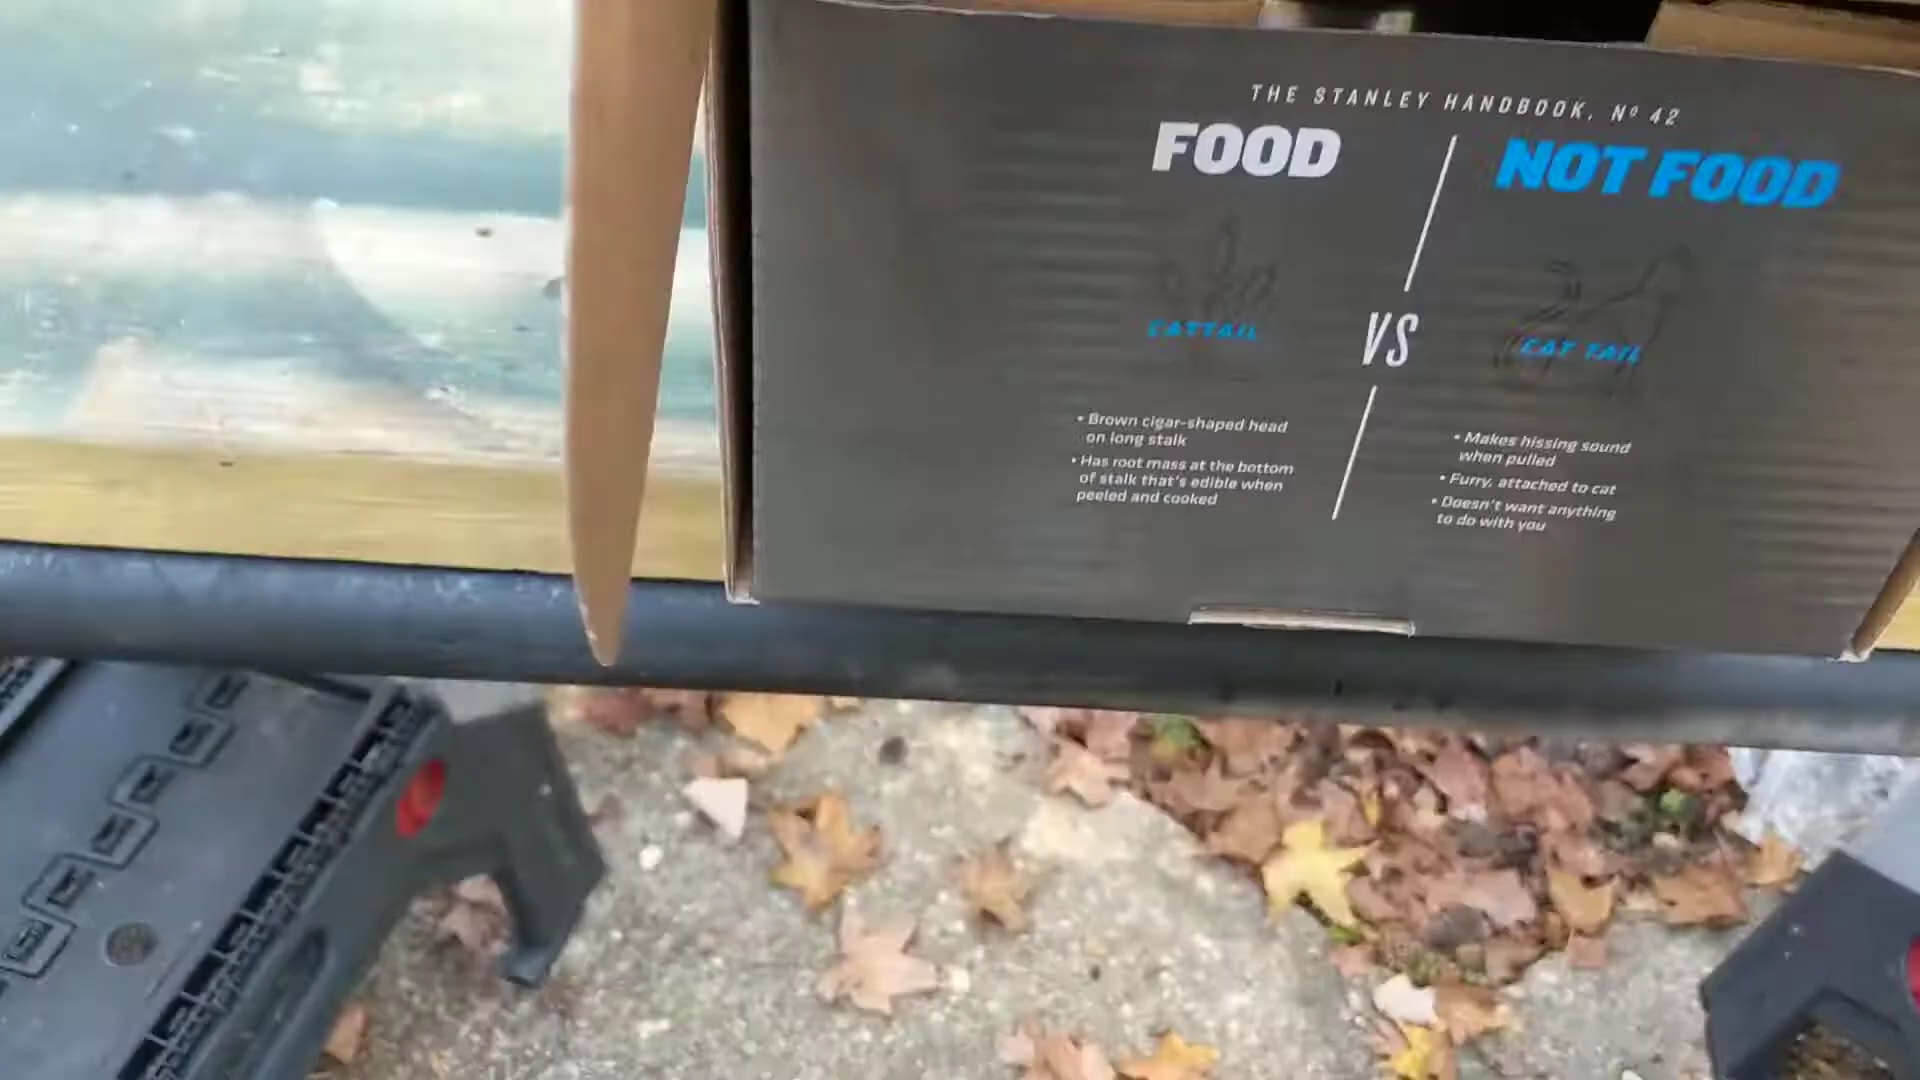 THE STANLEY HANDBOOK, Nº 42
FOOD
CATTAIL
• Brown cigar-shaped head
on long stalk
• Has root mass at the bottom
of stalk that's edible when
peeled and cooked
VS
NOT FOOD
CAT TAIL
• Makes hissing sound
when pulled
• Furry, attached to cat
• Doesn't want anything
to do with you